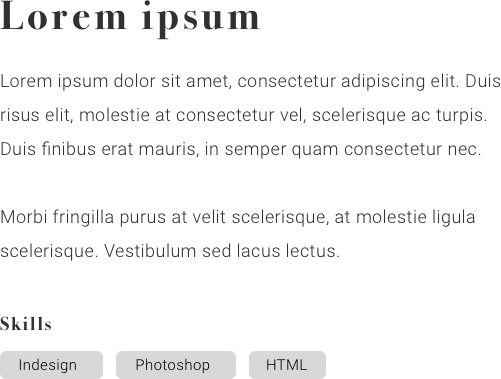 Lorem ipsum
Lorem ipsum dolor sit amet, consectetur adipiscing elit. Duis
risus elit, molestie at consectetur vel, scelerisque ac turpis.
Duis finibus erat mauris, in semper quam consectetur nec.
Morbi fringilla purus at velit scelerisque, at molestie ligula
scelerisque. Vestibulum sed lacus lectus.
Skills
Indesign Photoshop HTML